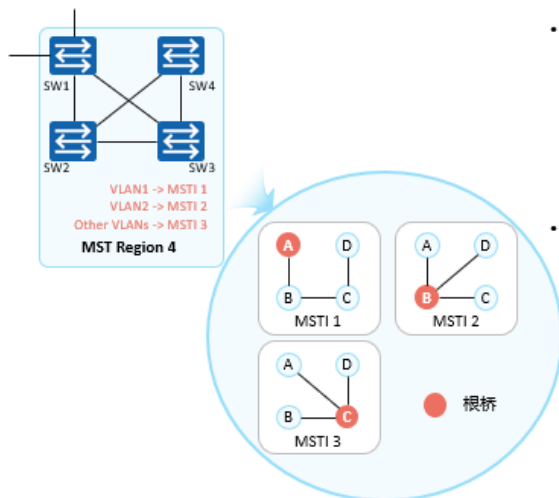 SW1
SW4
SW2
SW3
VLAN1 -> MSTI 1
VLAN2 -> MSTI 2
Other VLANs -> MSTI 3
MST Region 4
A D
B C
MSTI 1
A D
B C
MSTI 2
A D
B C
MSTI 3
根桥